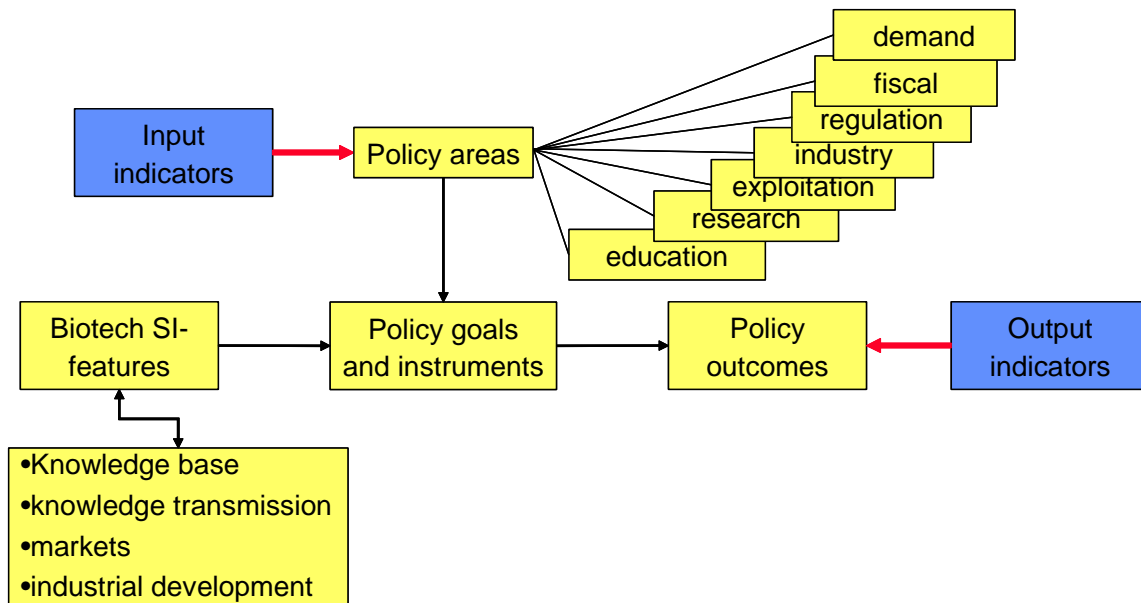 demand
fiscal
regulation
industry
exploitation
research
education
Input
indicators
Policy areas
Biotech SI-
features
Policy goals
and instruments
Policy
outcomes
Output
indicators
•Knowledge base
•knowledge transmission
•markets
•industrial development